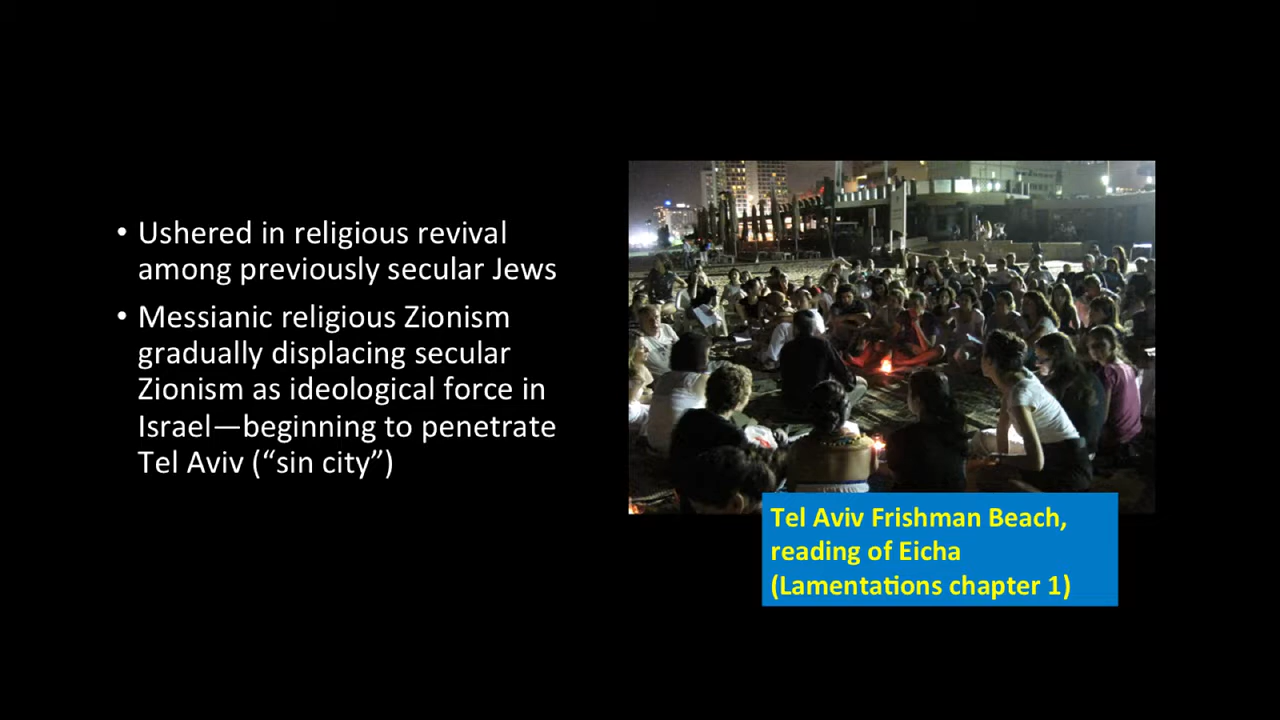 • Ushered in religious revival
among previously secular Jews
• Messianic religious Zionism
gradually displacing secular
Zionism as ideological force in
Israel—beginning to penetrate
Tel Aviv (“sin city”)
Tel Aviv Frishman Beach,
reading of Eicha
(Lamentations chapter 1)